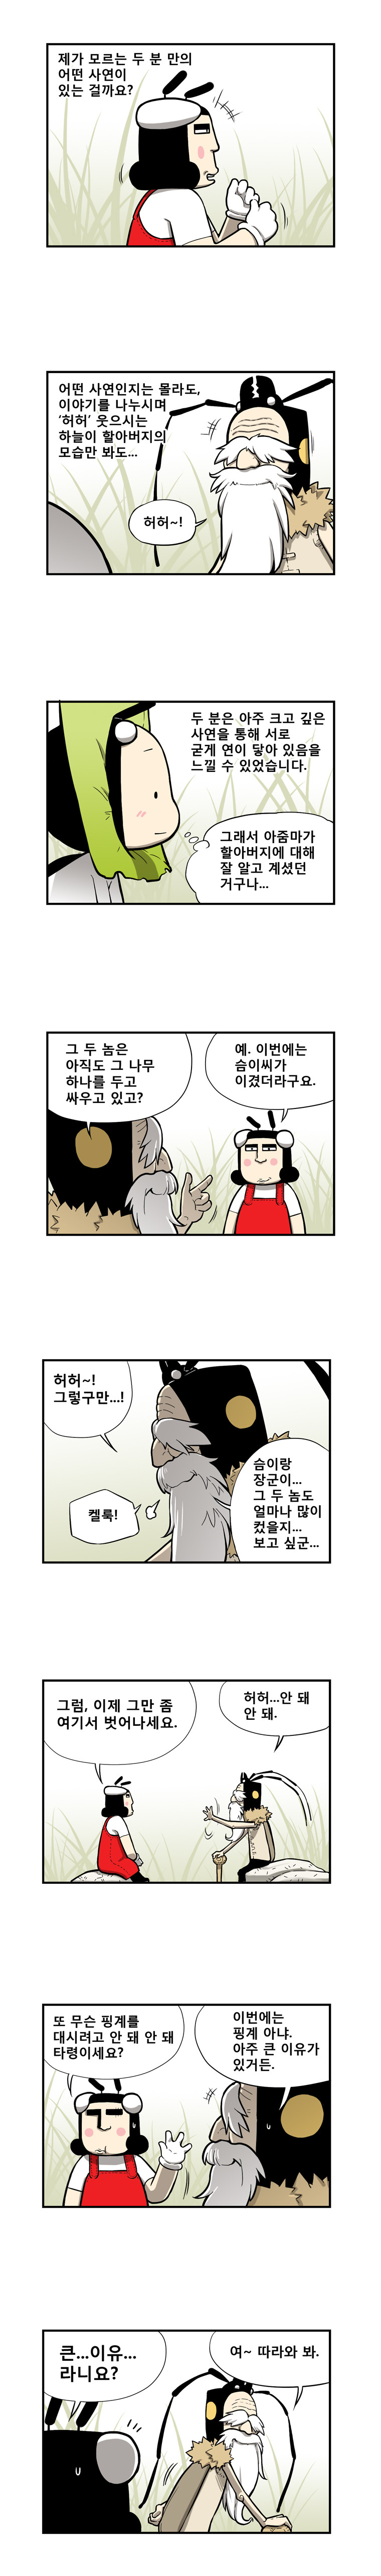 제가 모르는 두 분 만의
어떤 사연이
있는 걸까요?
어떤 사연인지는 몰라도,
이야기를 나누시며
‘허허’ 웃으시는
하늘이 할아버지의
모습만 봐도...
허허~!
두 분은 아주 크고 깊은
사연을 통해 서로
굳게 연이 닿아 있음을
느낄 수 있었습니다.
그래서 아줌마가
할아버지에 대해
잘 알고 계셨던
거구나...
그 두 놈은
아직도 그 나무
하나를 두고
싸우고 있고?
예. 이번에는
슴이씨가
이겼더라구요.
허허~!
그렇구만...!
켈룩!
슴이랑
장군이...
그 두 놈도
얼마나 많이
컸을지...
보고 싶군...
그럼, 이제 그만 좀
여기서 벗어나세요.
허허...안 돼
안 돼.
또 무슨 핑계를
대시려고 안 돼 안 돼
타령이세요?
이번에는
핑계 아냐.
아주 큰 이유가
있거든.
큰...이유...
라니요?
여~ 따라와 봐.